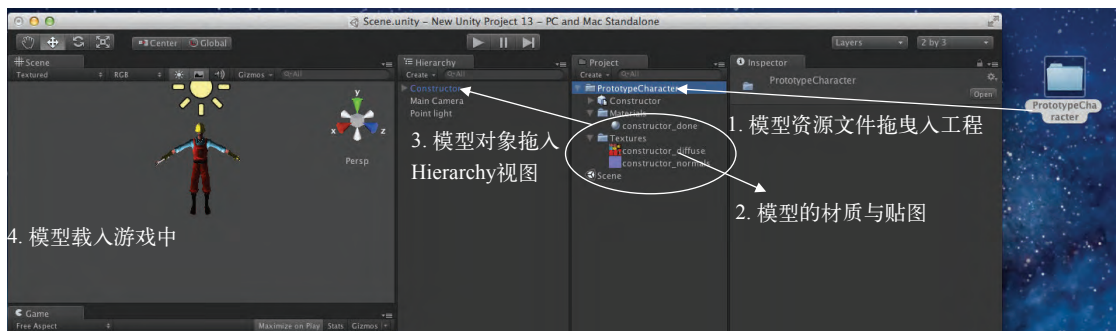 Scene.unity – New Unity Project 13 – PC and Mac Standalone
Center Global
Layers 2 by 3
Scene
Textured RGB Gizmos All
y
x z
Persp
4. 模型载入游戏中
Game
Free Aspect Maximize on Play Stats Gizmos
Hierarchy
Create All
Constructor
Main Camera
Point light
3. 模型对象拖入
Hierarchy视图
Project
Create All
PrototypeCharacter
Constructor
Materials
constructor_done
Textures
constructor_diffuse
constructor_normals
Scene
Inspector
PrototypeCharacter
Open
1. 模型资源文件拖曳入工程
2. 模型的材质与贴图
PrototypeCha
racter